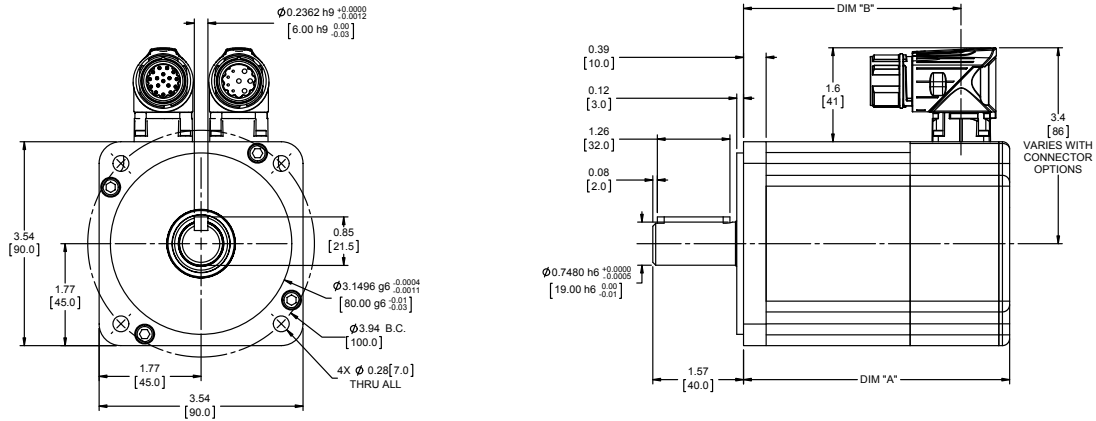 Ø0.2362 h9 +0.0000 -0.0012
[6.00 h9 0.00 -0.03]
3.54
[90.0]
1.77
[45.0]
0.85
[21.5]
Ø3.1496 g6 -0.0004 -0.0011
[80.00 g6 -0.01 -0.03]
Ø3.94 B.C.
[100.0]
4X Ø 0.28[7.0]
THRU ALL
1.77
[45.0]
3.54
[90.0]
DIM "B"
0.39
[10.0]
0.12
[3.0]
1.26
[32.0]
0.08
[2.0]
1.6
[41]
3.4
[86]
VARIES WITH
CONNECTOR
OPTIONS
Ø0.7480 h6 +0.0000 -0.0005
[19.00 h6 0.00 -0.01]
1.57
[40.0]
DIM "A"